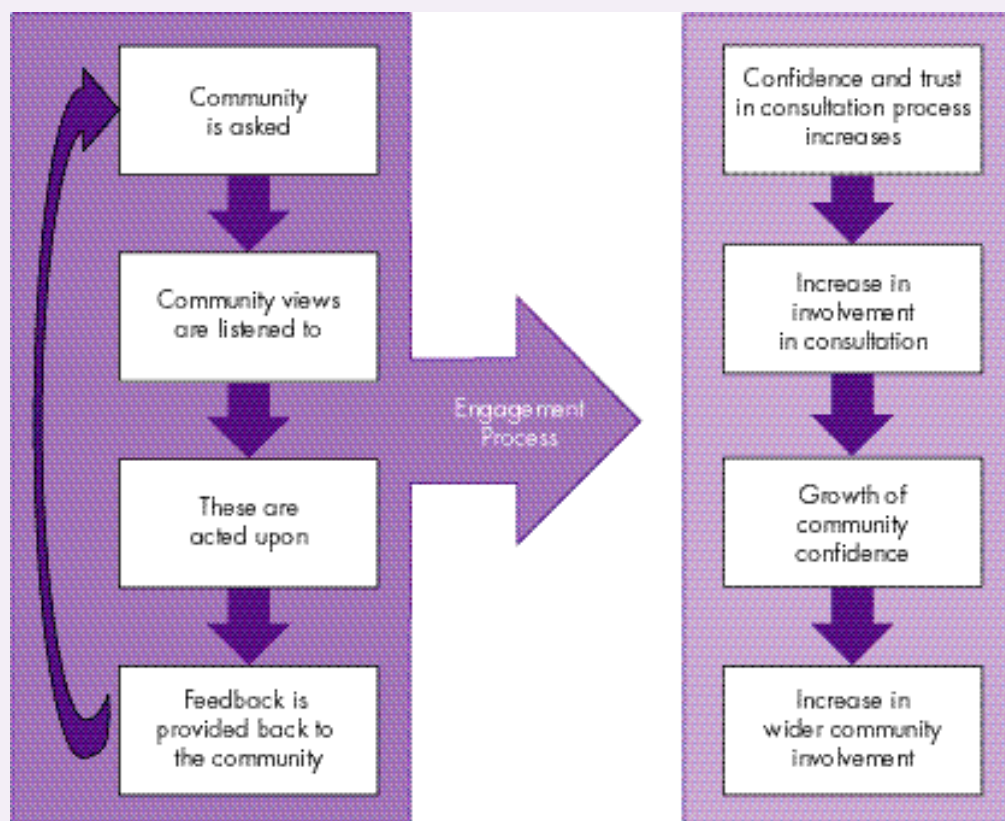 Community
is asked
Community views
are listened to
These are
acted upon
Feedback is
provided back to
the community
Engagement
Process
Confidence and trust
in consultation process
increases
Increase in
involvement
in consultation
Growth of
community
confidence
Increase in
wider community
involvement